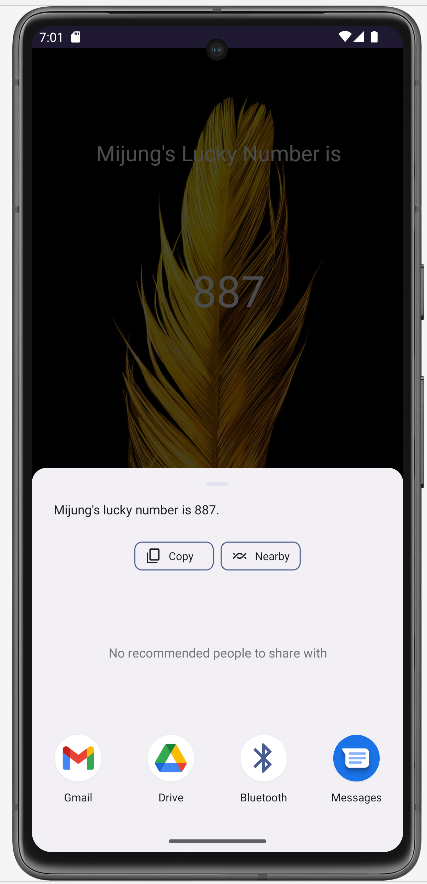 7:01
Mijung's Lucky Number is
887
Mijung's lucky number is 887.
Copy
Nearby
No recommended people to share with
Gmail
Drive
Bluetooth
Messages